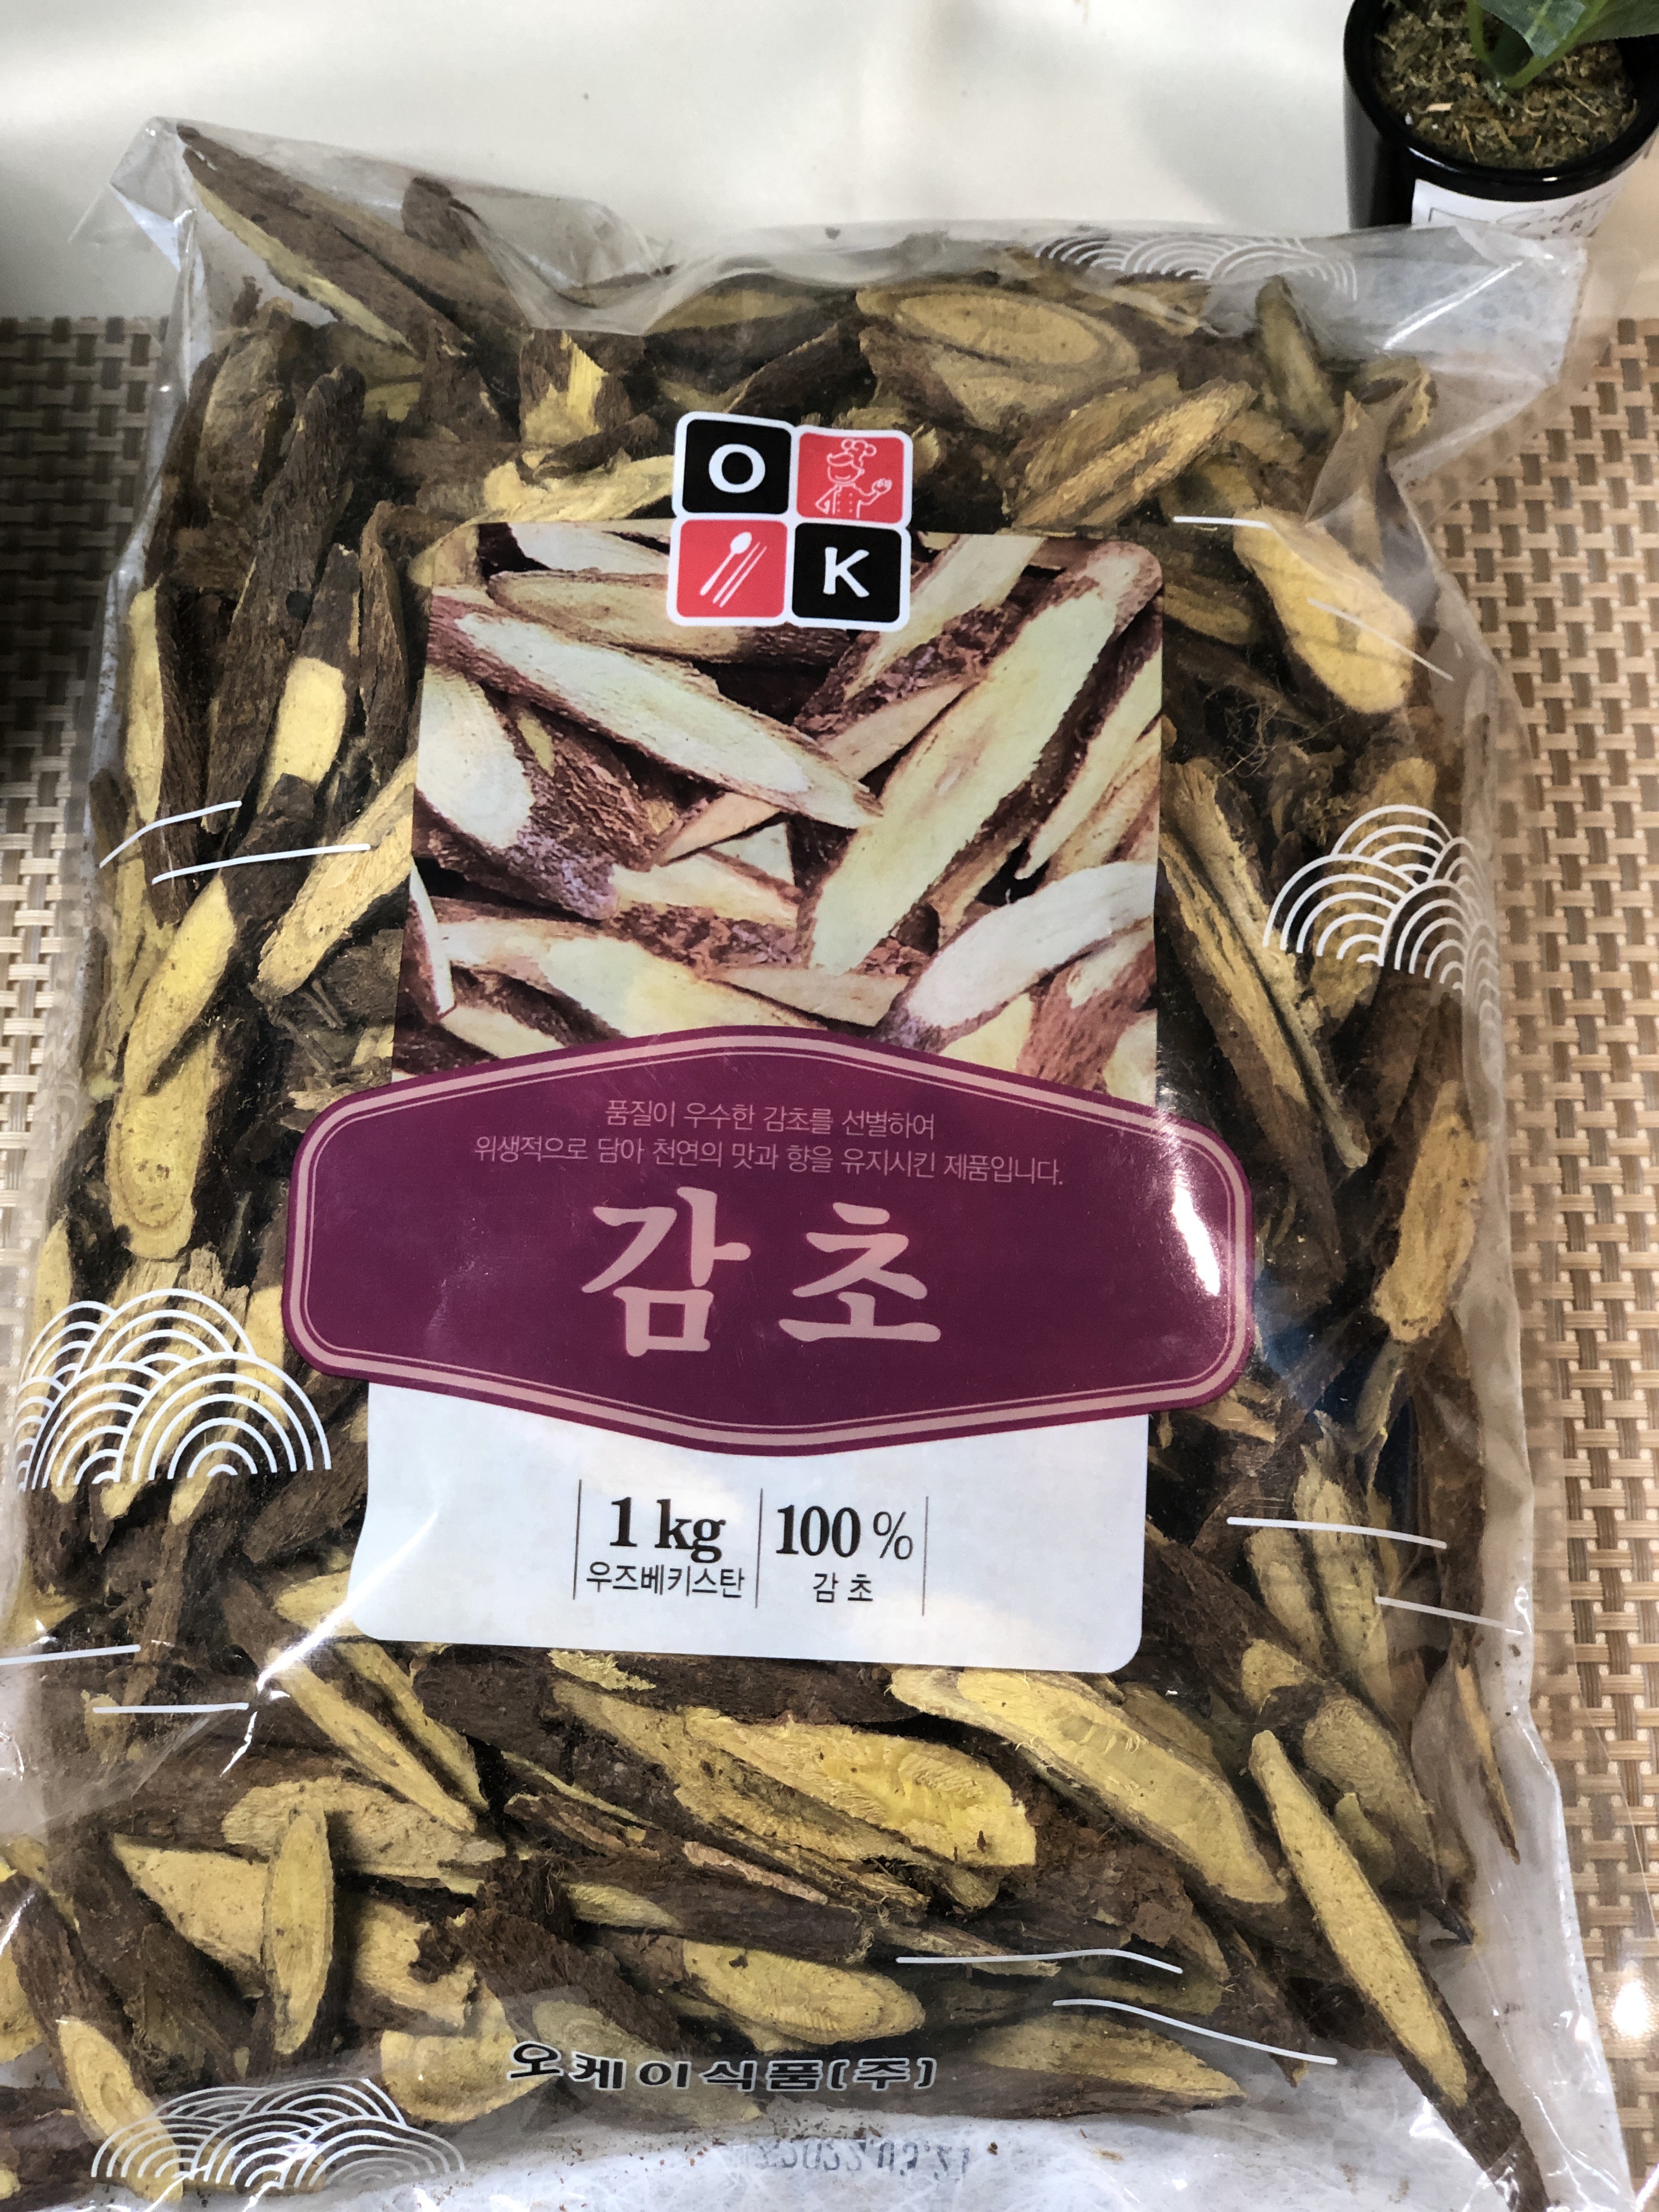 O
K
품질이 우수한 감초를 선별하여
위생적으로 담아 천연의 맛과 향을 유지시킨 제품입니다.
감초
1 kg
우즈베키스탄
100 %
감 초
오케이식품(주)